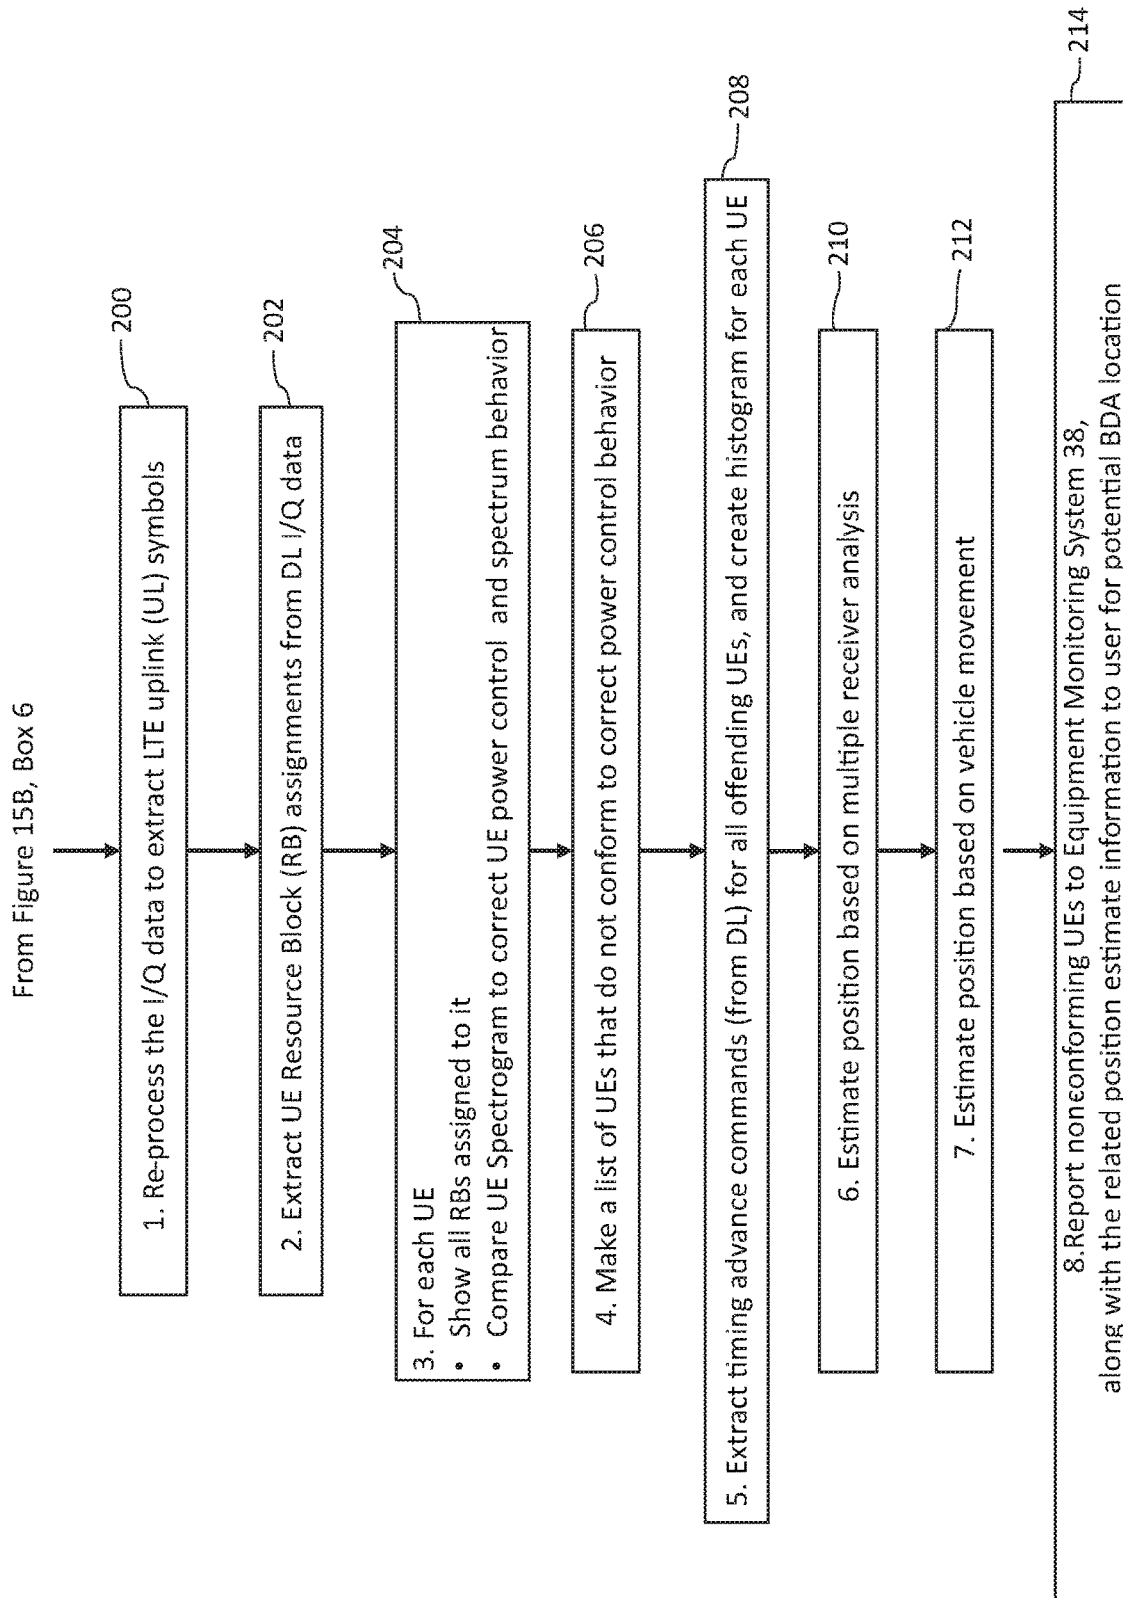 From Figure 15B, Box 6
1. Re-process the I/Q data to extract LTE uplink (UL) symbols
200
2. Extract UE Resource Block (RB) assignments from DL I/Q data
202
3. For each UE
• Show all RBs assigned to it
• Compare UE Spectrogram to correct UE power control and spectrum behavior
204
4. Make a list of UEs that do not conform to correct power control behavior
206
5. Extract timing advance commands (from DL) for all offending UEs, and create histogram for each UE
208
6. Estimate position based on multiple receiver analysis
210
7. Estimate position based on vehicle movement
212
8.Report nonconforming UEs to Equipment Monitoring System 38,
along with the related position estimate information to user for potential BDA location
214